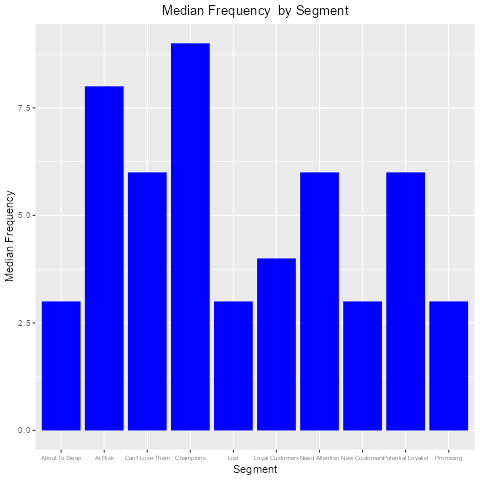 Median Frequency  by Segment
Median Frequency
7.5
5.0
2.5
0.0
About To Sleep At Risk Can't Lose Them Champions Lost Loyal Customers Need Attention New Customers Potential Loyalist Promising
Segment